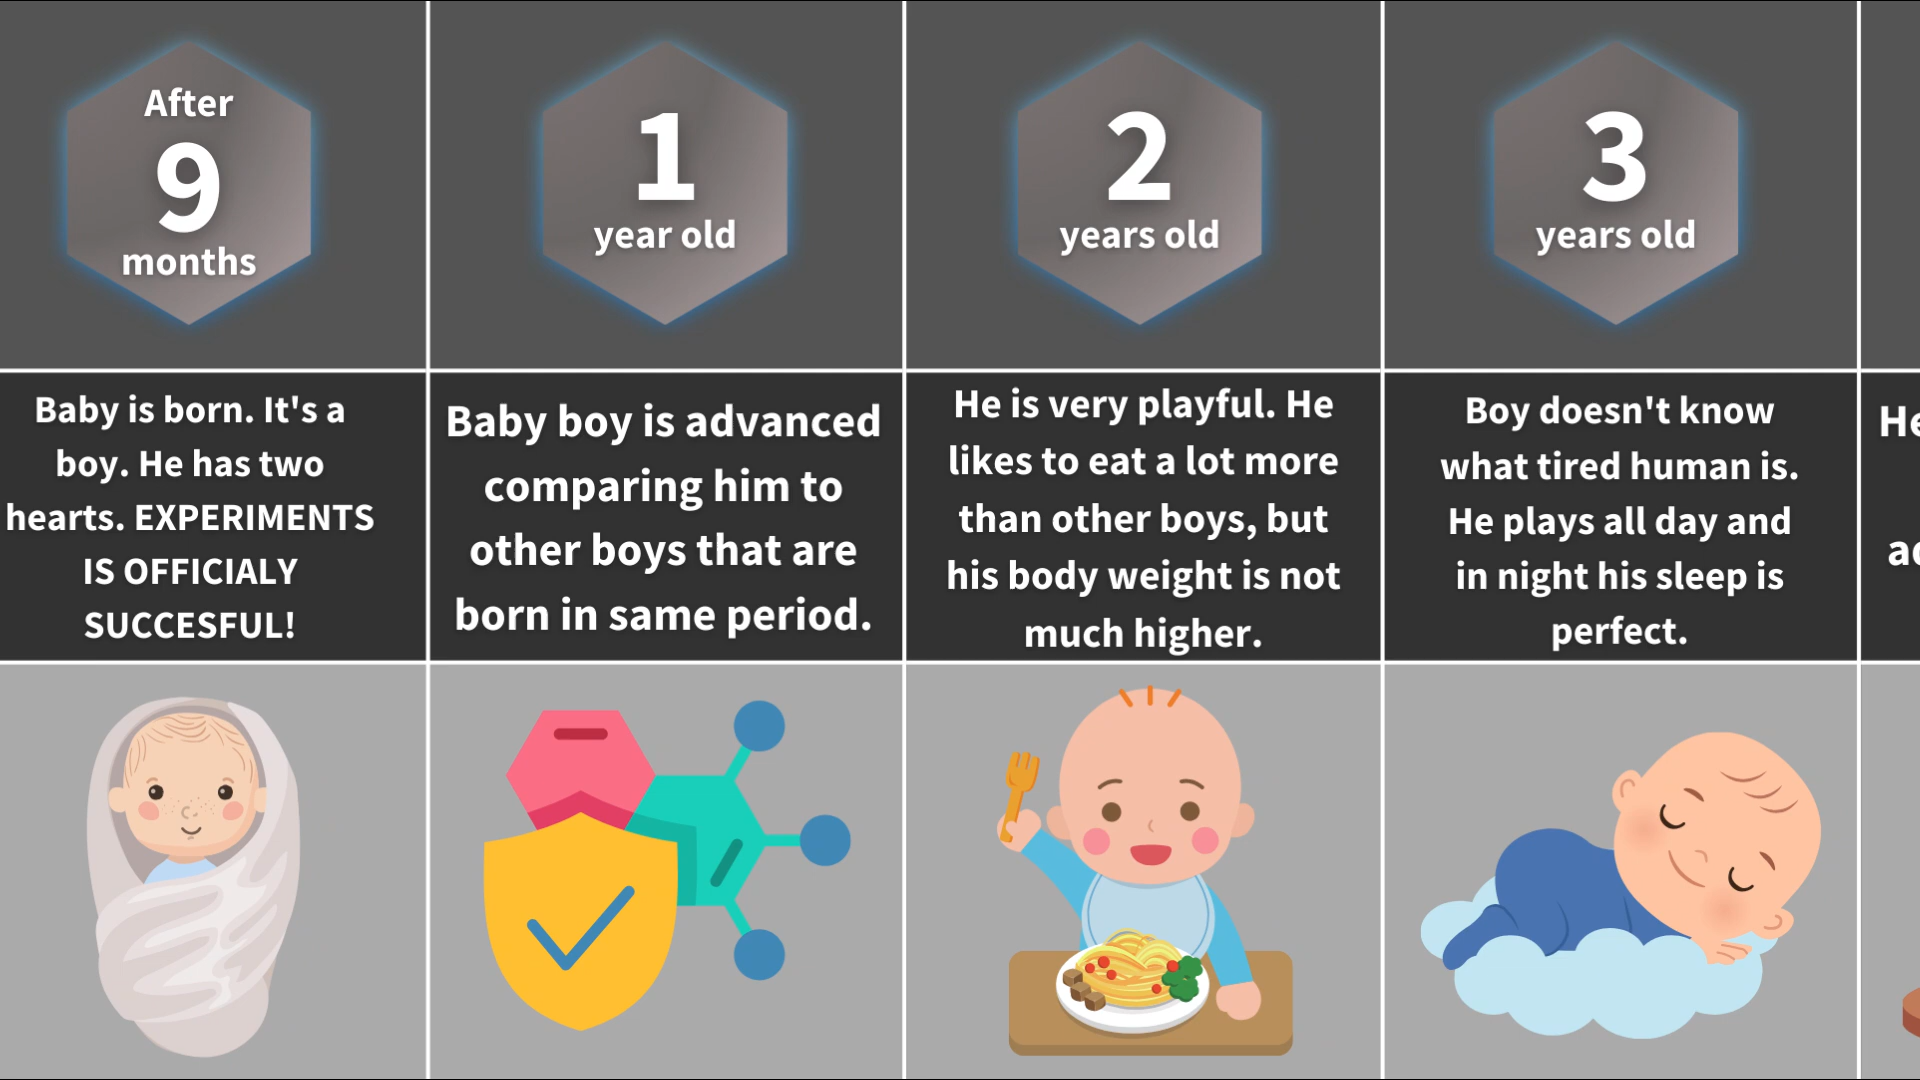 After
9
months
1
year old
2
years old
3
years old
Baby is born. It's a
boy. He has two
hearts. EXPERIMENTS
IS OFFICIALY
SUCCESFUL!
Baby boy is advanced
comparing him to
other boys that are
born in same period.
He is very playful. He
likes to eat a lot more
than other boys, but
his body weight is not
much higher.
Boy doesn't know
what tired human is.
He plays all day and
in night his sleep is
perfect.